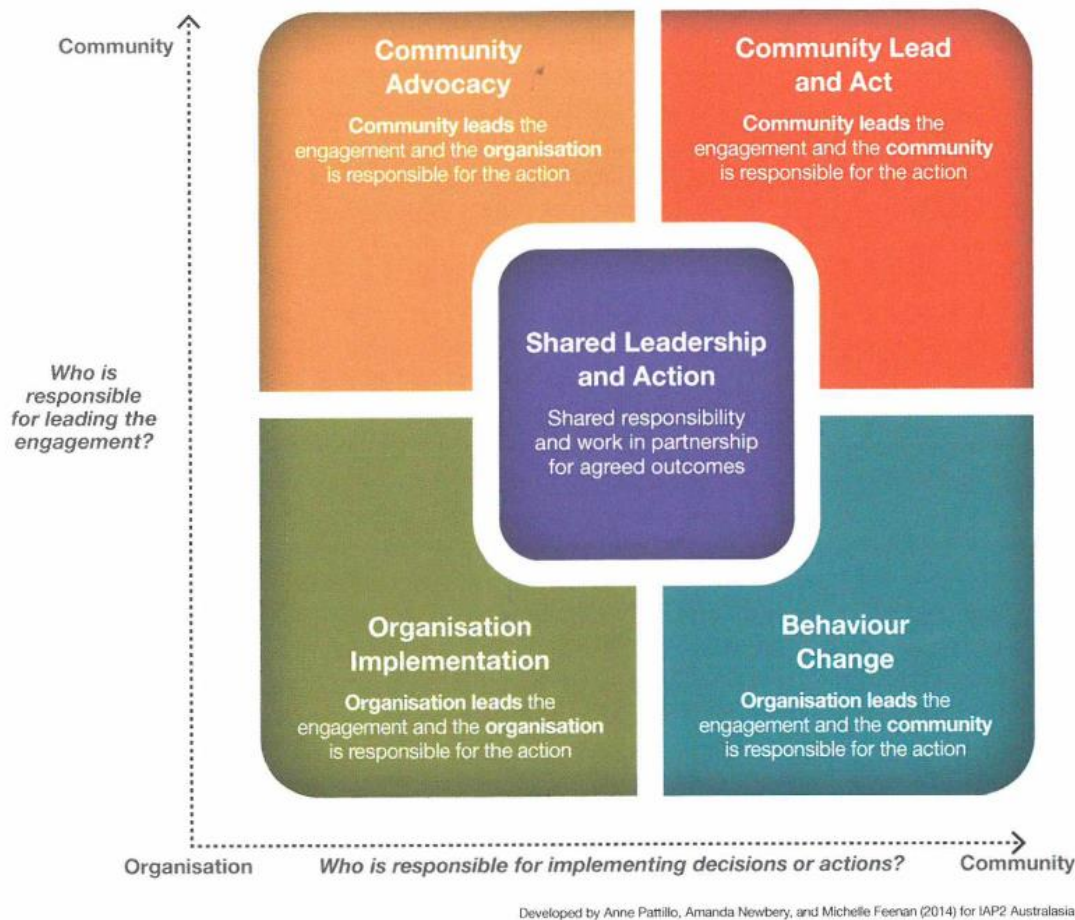 Community
Community
Advocacy
Community leads the
engagement and the organisation
is responsible for the action
Community Lead
and Act
Community leads the
engagement and the community
is responsible for the action
Who is
responsible
for leading the
engagement?
Shared Leadership
and Action
Shared responsibility
and work in partnership
for agreed outcomes
Organisation
Implementation
Organisation leads the
engagement and the organisation
is responsible for the action
Behaviour
Change
Organisation leads the
engagement and the community
is responsible for the action
Organisation
Who is responsible for implementing decisions or actions?
Community
Developed by Anne Pattillo, Amanda Newbery, and Michelle Feenan (2014) for IAP2 Australasia